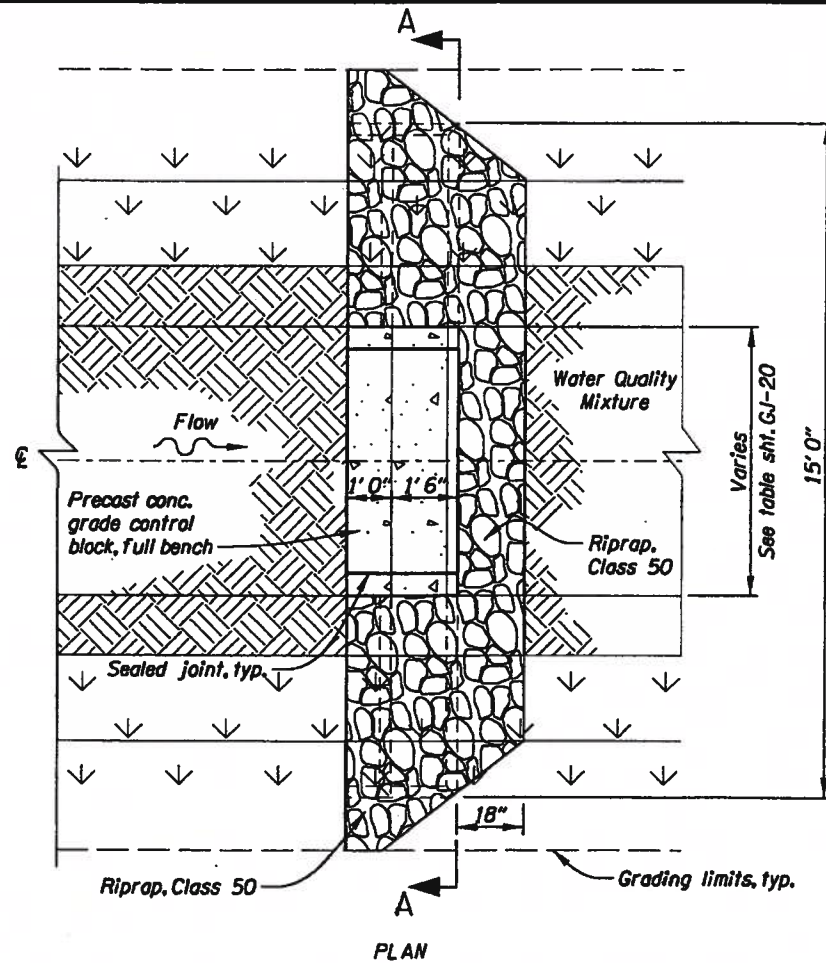 A
Flow
Water Quality
Mixture
Varies
See table sht. GJ-20
15' 0"
℄
1' 0" 1' 6"
Precast conc.
grade control
block, full bench
Riprap,
Class 50
Sealed joint, typ.
18"
Riprap, Class 50
A
Grading limits, typ.
PLAN